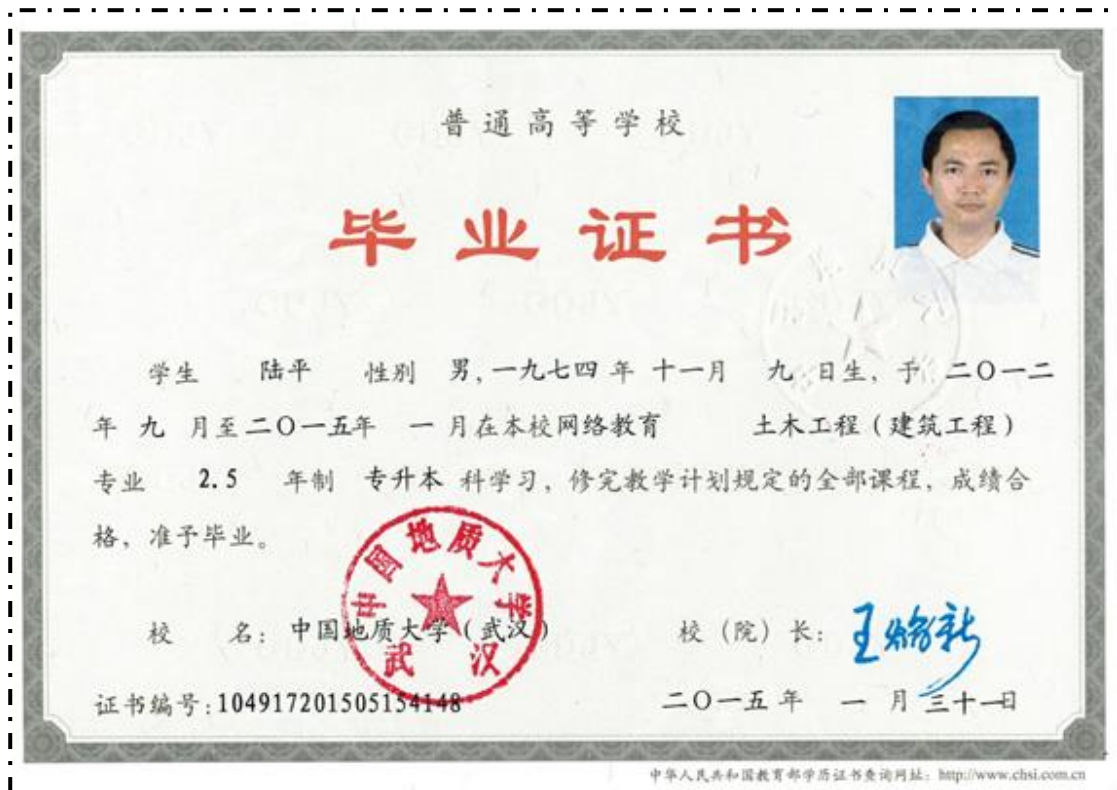 普通高等学校
毕业证书
学生 陆平 性别 男,一九七四年 十一月 九 日生，于 二〇一二
年 九 月至二〇一五年 一 月在本校网络教育 土木工程(建筑工程)
专业 2.5 年制 专升本 科学习，修完教学计划规定的全部课程，成绩合
格，准予毕业。
中国地质大学
武汉
校 名：中国地质大学(武汉) 校（院）长：
证书编号:104917201505154148 二〇一五年 一 月三十一日
中华人民共和国教育部学历证书查询网址：http://www.chsi.com.cn